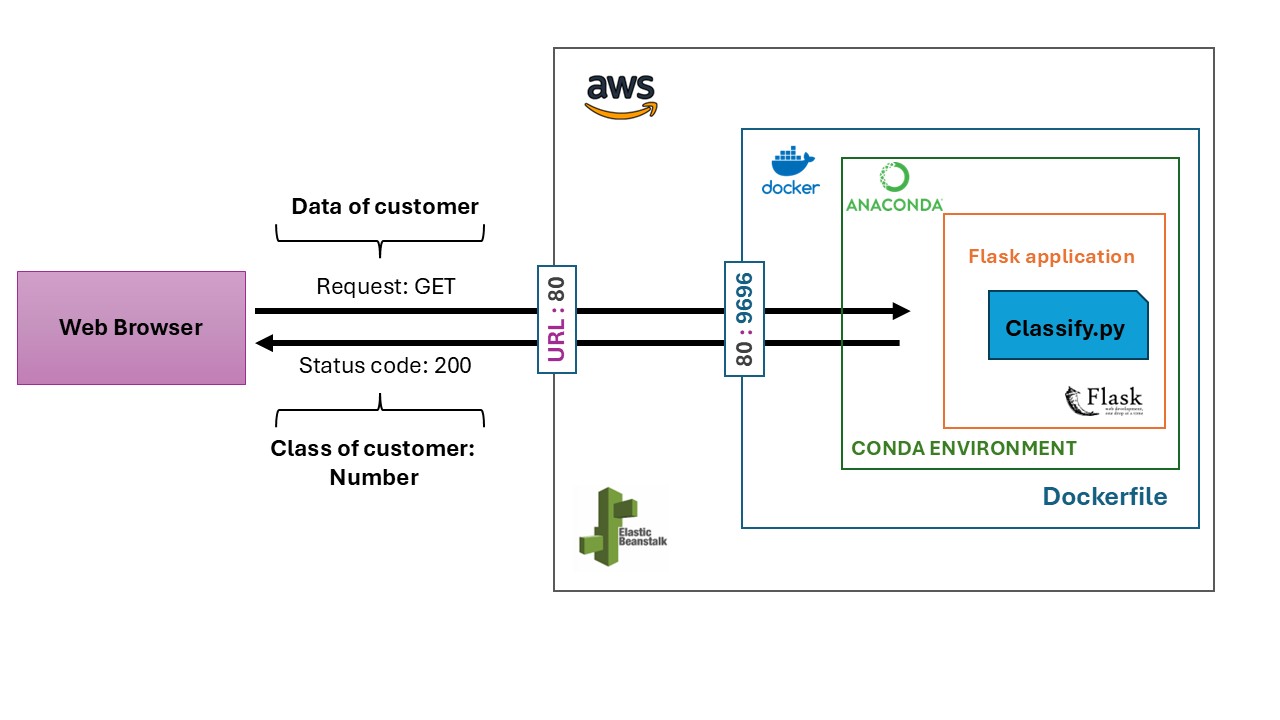 aws
docker
ANACONDA
Data of customer
Flask application
Request: GET
URL : 80
80 : 9696
Web Browser
Classify.py
Status code: 200
Flask
web development,
one drop at a time
Class of customer:
Number
CONDA ENVIRONMENT
Dockerfile
Elastic
Beanstalk